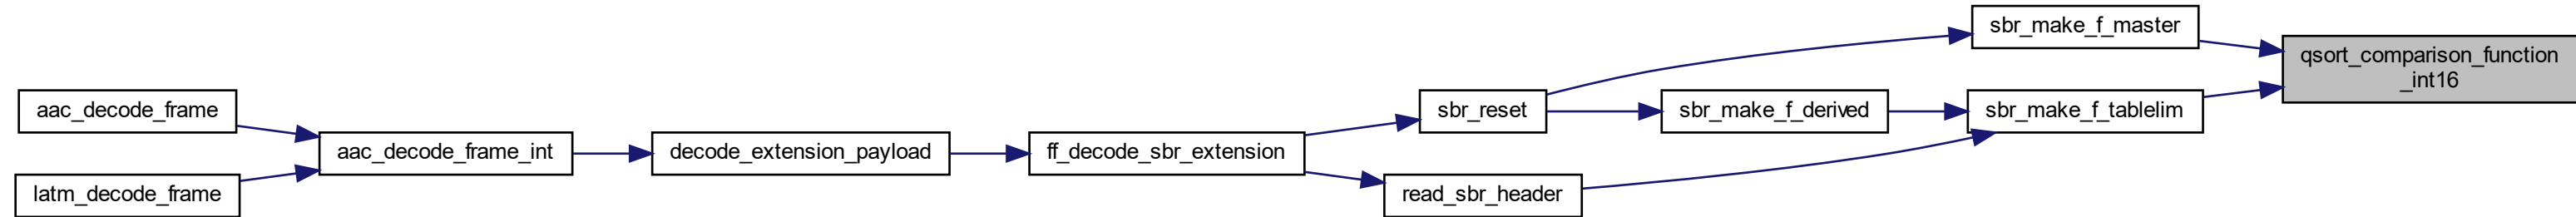 sbr_make_f_master
qsort_comparison_function
_int16
aac_decode_frame
sbr_reset
sbr_make_f_derived
sbr_make_f_tablelim
aac_decode_frame_int
decode_extension_payload
ff_decode_sbr_extension
latm_decode_frame
read_sbr_header